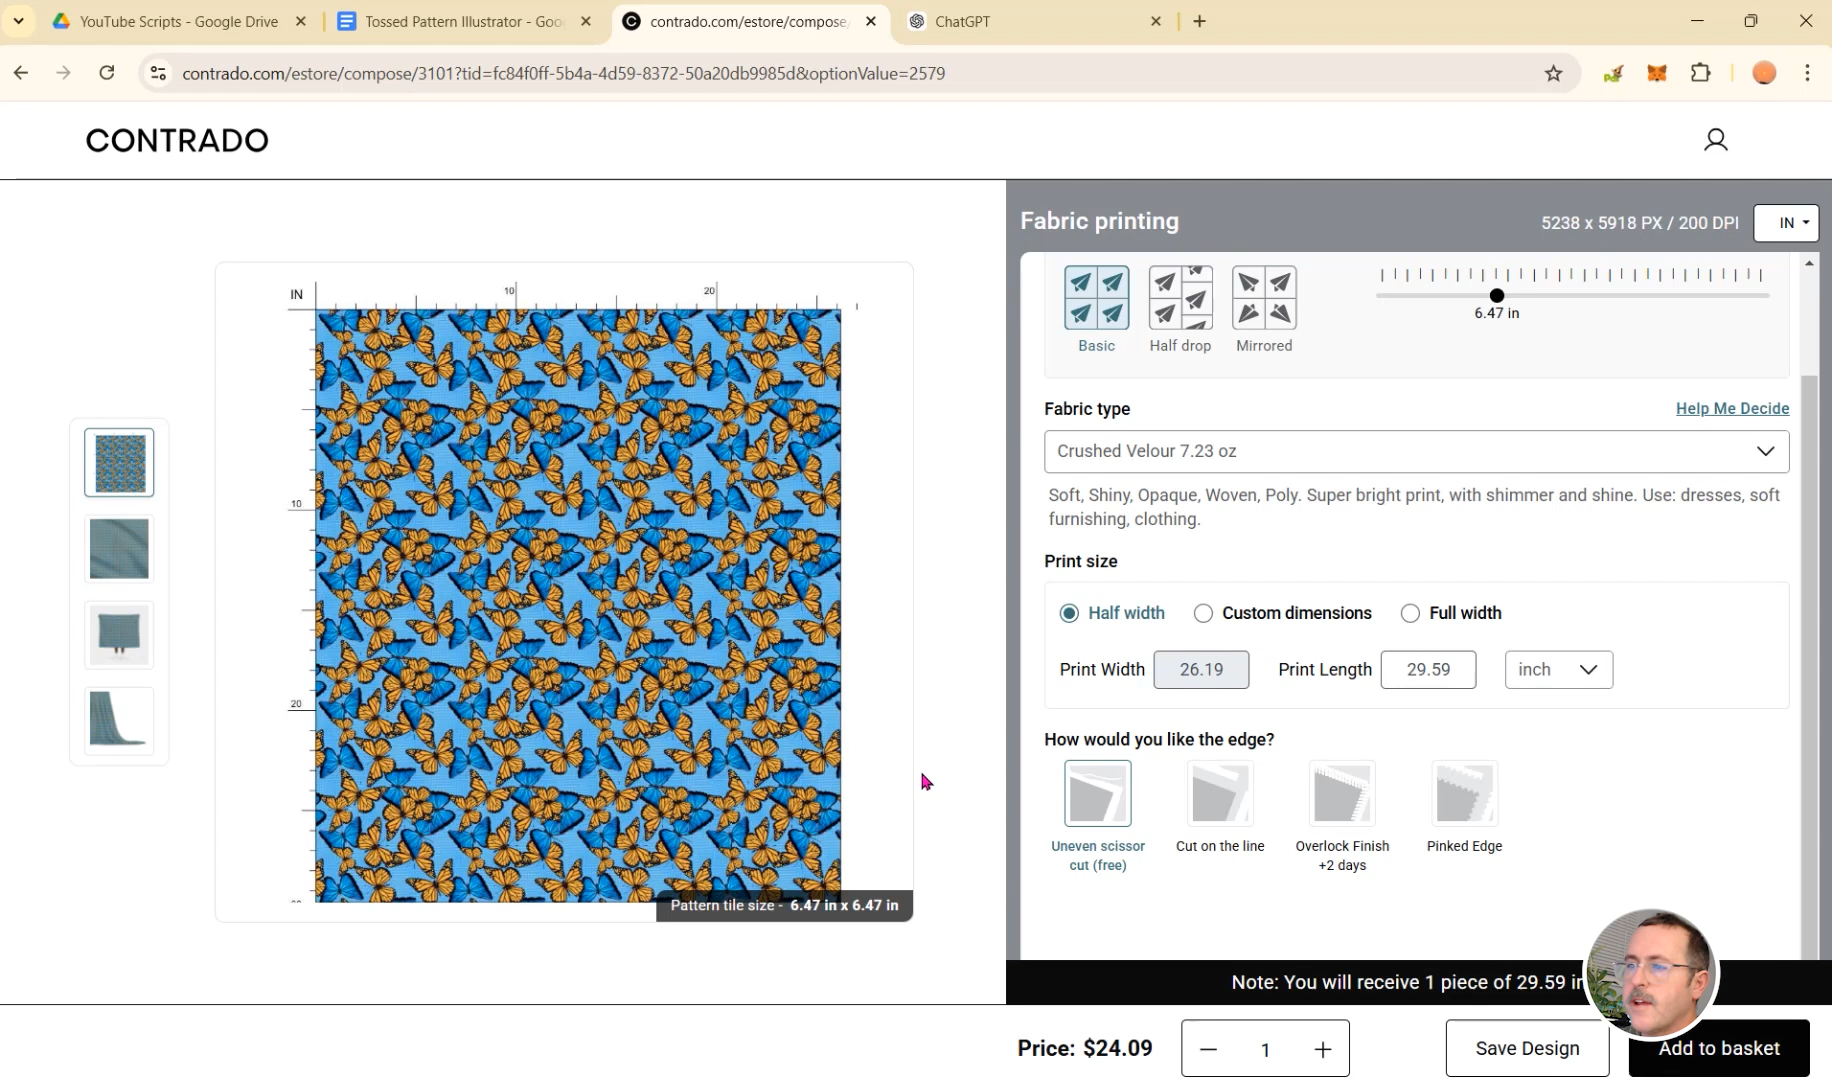 YouTube Scripts - Google Drive
Tossed Pattern Illustrator - Goo
contrado.com/estore/compose/
ChatGPT
contrado.com/estore/compose/3101?tid=fc84f0ff-5b4a-4d59-8372-50a20db9985d&optionValue=2579
CONTRADO
Fabric printing
5238 x 5918 PX / 200 DPI
IN
IN
10
20
6.47 in
Basic
Half drop
Mirrored
Fabric type
Help Me Decide
Crushed Velour 7.23 oz
Soft, Shiny, Opaque, Woven, Poly. Super bright print, with shimmer and shine. Use: dresses, soft
furnishing, clothing.
10
Print size
Half width
Custom dimensions
Full width
Print Width
26.19
Print Length
29.59
inch
20
How would you like the edge?
Uneven scissor
cut (free)
Cut on the line
Overlock Finish
+2 days
Pinked Edge
Pattern tile size - 6.47 in x 6.47 in
Note: You will receive 1 piece of 29.59 in
Price: $24.09
1
Save Design
Add to basket